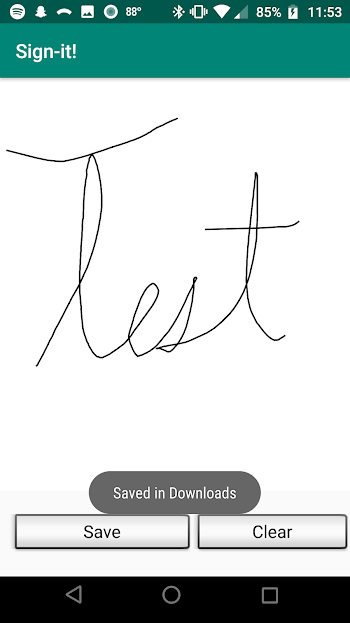 88° 85% 11:53
Sign-it!
Test
Saved in Downloads
Save Clear